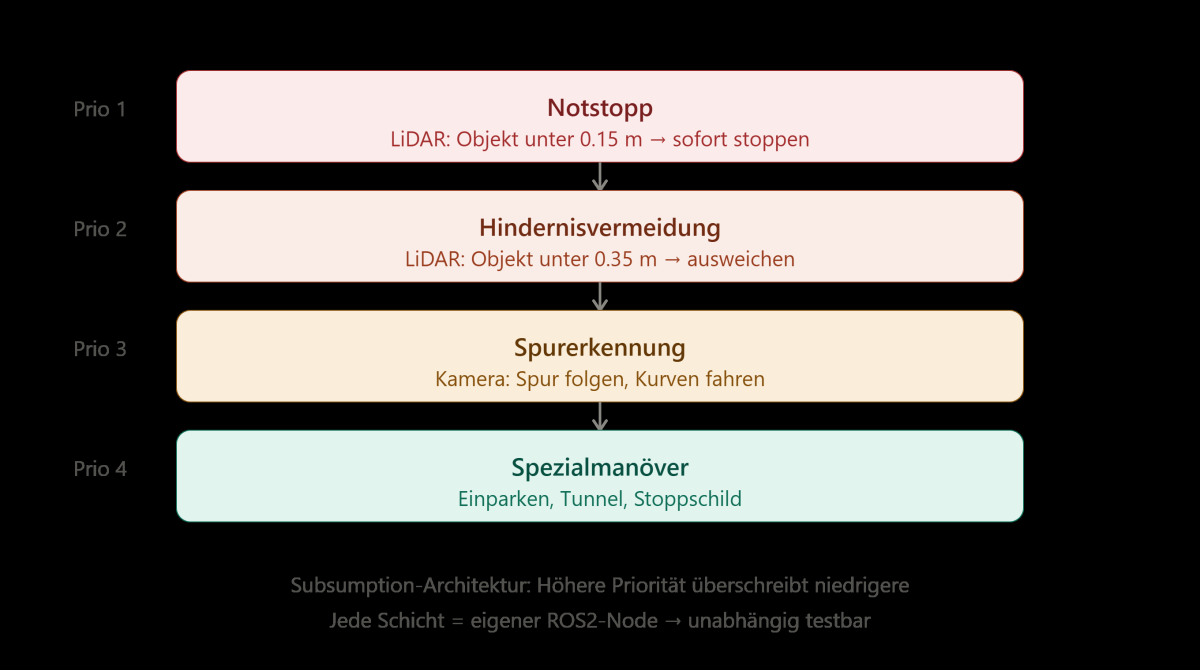 Prio 1
Notstopp
LiDAR: Objekt unter 0.15 m → sofort stoppen
Prio 2
Hindernisvermeidung
LiDAR: Objekt unter 0.35 m → ausweichen
Prio 3
Spurerkennung
Kamera: Spur folgen, Kurven fahren
Prio 4
Spezialmanöver
Einparken, Tunnel, Stoppschild
Subsumption-Architektur: Höhere Priorität überschreibt niedrigere
Jede Schicht = eigener ROS2-Node → unabhängig testbar